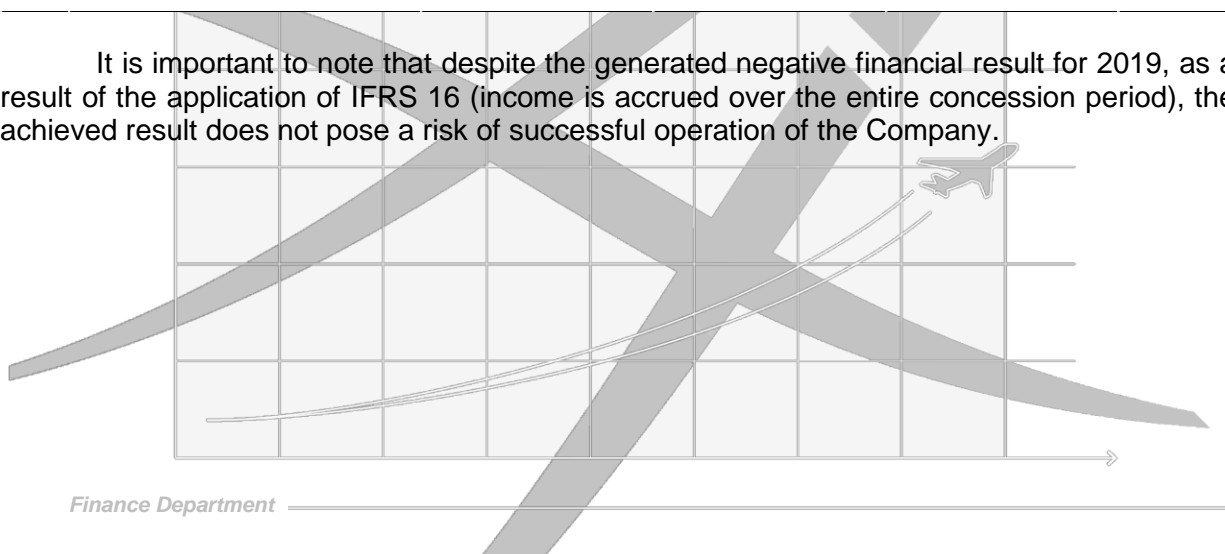 It is important to note that despite the generated negative financial result for 2019, as a
result of the application of IFRS 16 (income is accrued over the entire concession period), the
achieved result does not pose a risk of successful operation of the Company.
Finance Department